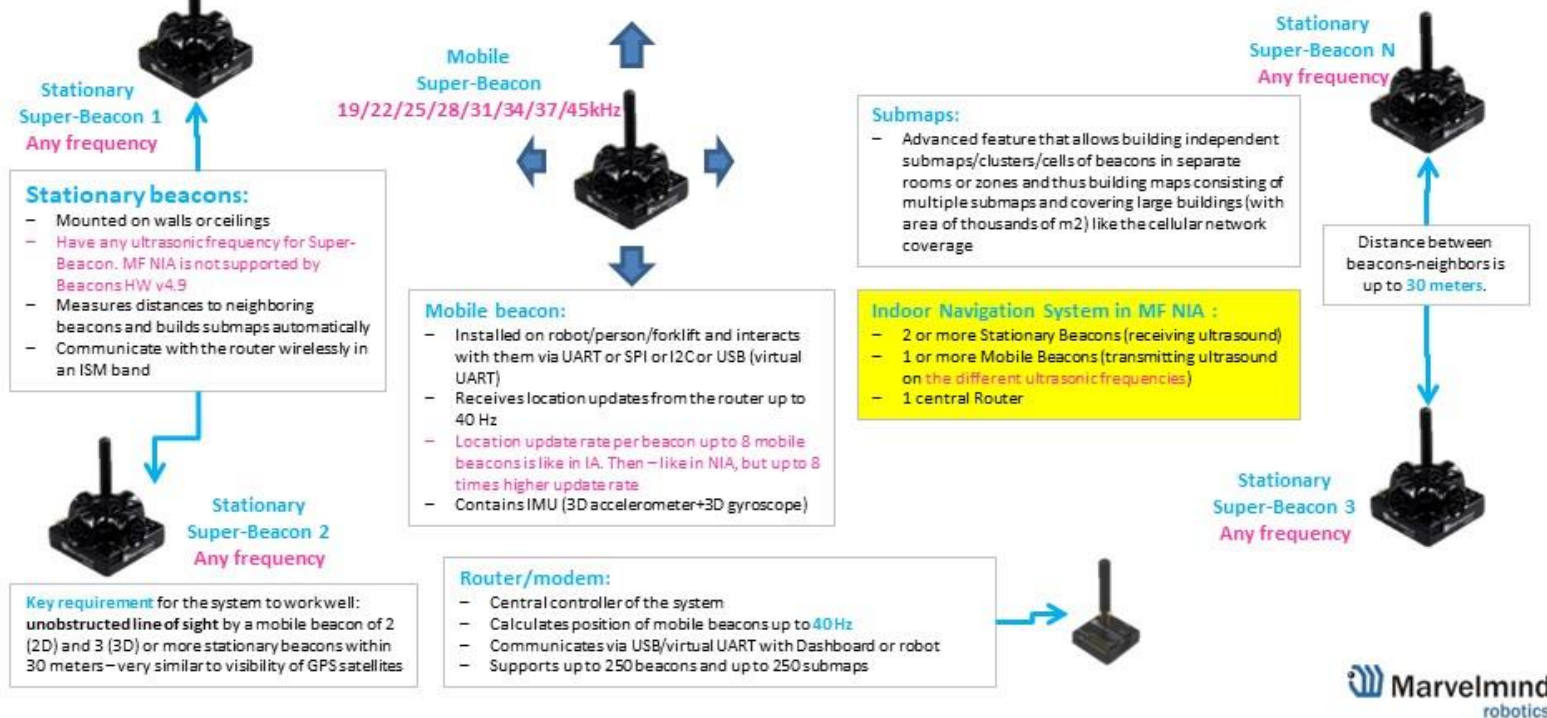 Stationary
Super-Beacon 1
Any frequency
Mobile
Super-Beacon
19/22/25/28/31/34/37/45kHz
Stationary
Super-Beacon N
Any frequency
Stationary beacons:
– Mounted on walls or ceilings
– Have any ultrasonic frequency for Super-
Beacon. MF NIA is not supported by
Beacons HW v4.9
– Measures distances to neighboring
beacons and builds submaps automatically
– Communicate with the router wirelessly in
an ISM band
Submaps:
– Advanced feature that allows building independent
submaps/clusters/cells of beacons in separate
rooms or zones and thus building maps consisting of
multiple submaps and covering large buildings (with
area of thousands of m2) like the cellular network
coverage
Distance between
beacons-neighbors is
up to 30 meters.
Mobile beacon:
– Installed on robot/person/forklift and interacts
with them via UART or SPI or I2C or USB (virtual
UART)
– Receives location updates from the router up to
40 Hz
– Location update rate per beacon up to 8 mobile
beacons is like in IA. Then – like in NIA, but up to 8
times higher update rate
– Contains IMU (3D accelerometer+3D gyroscope)
Indoor Navigation System in MF NIA :
– 2 or more Stationary Beacons (receiving ultrasound)
– 1 or more Mobile Beacons (transmitting ultrasound
on the different ultrasonic frequencies)
– 1 central Router
Stationary
Super-Beacon 2
Any frequency
Stationary
Super-Beacon 3
Any frequency
Key requirement for the system to work well:
unobstructed line of sight by a mobile beacon of 2
(2D) and 3 (3D) or more stationary beacons within
30 meters – very similar to visibility of GPS satellites
Router/modem:
– Central controller of the system
– Calculates position of mobile beacons up to 40 Hz
– Communicates via USB/virtual UART with Dashboard or robot
– Supports up to 250 beacons and up to 250 submaps
Marvelmind
robotics